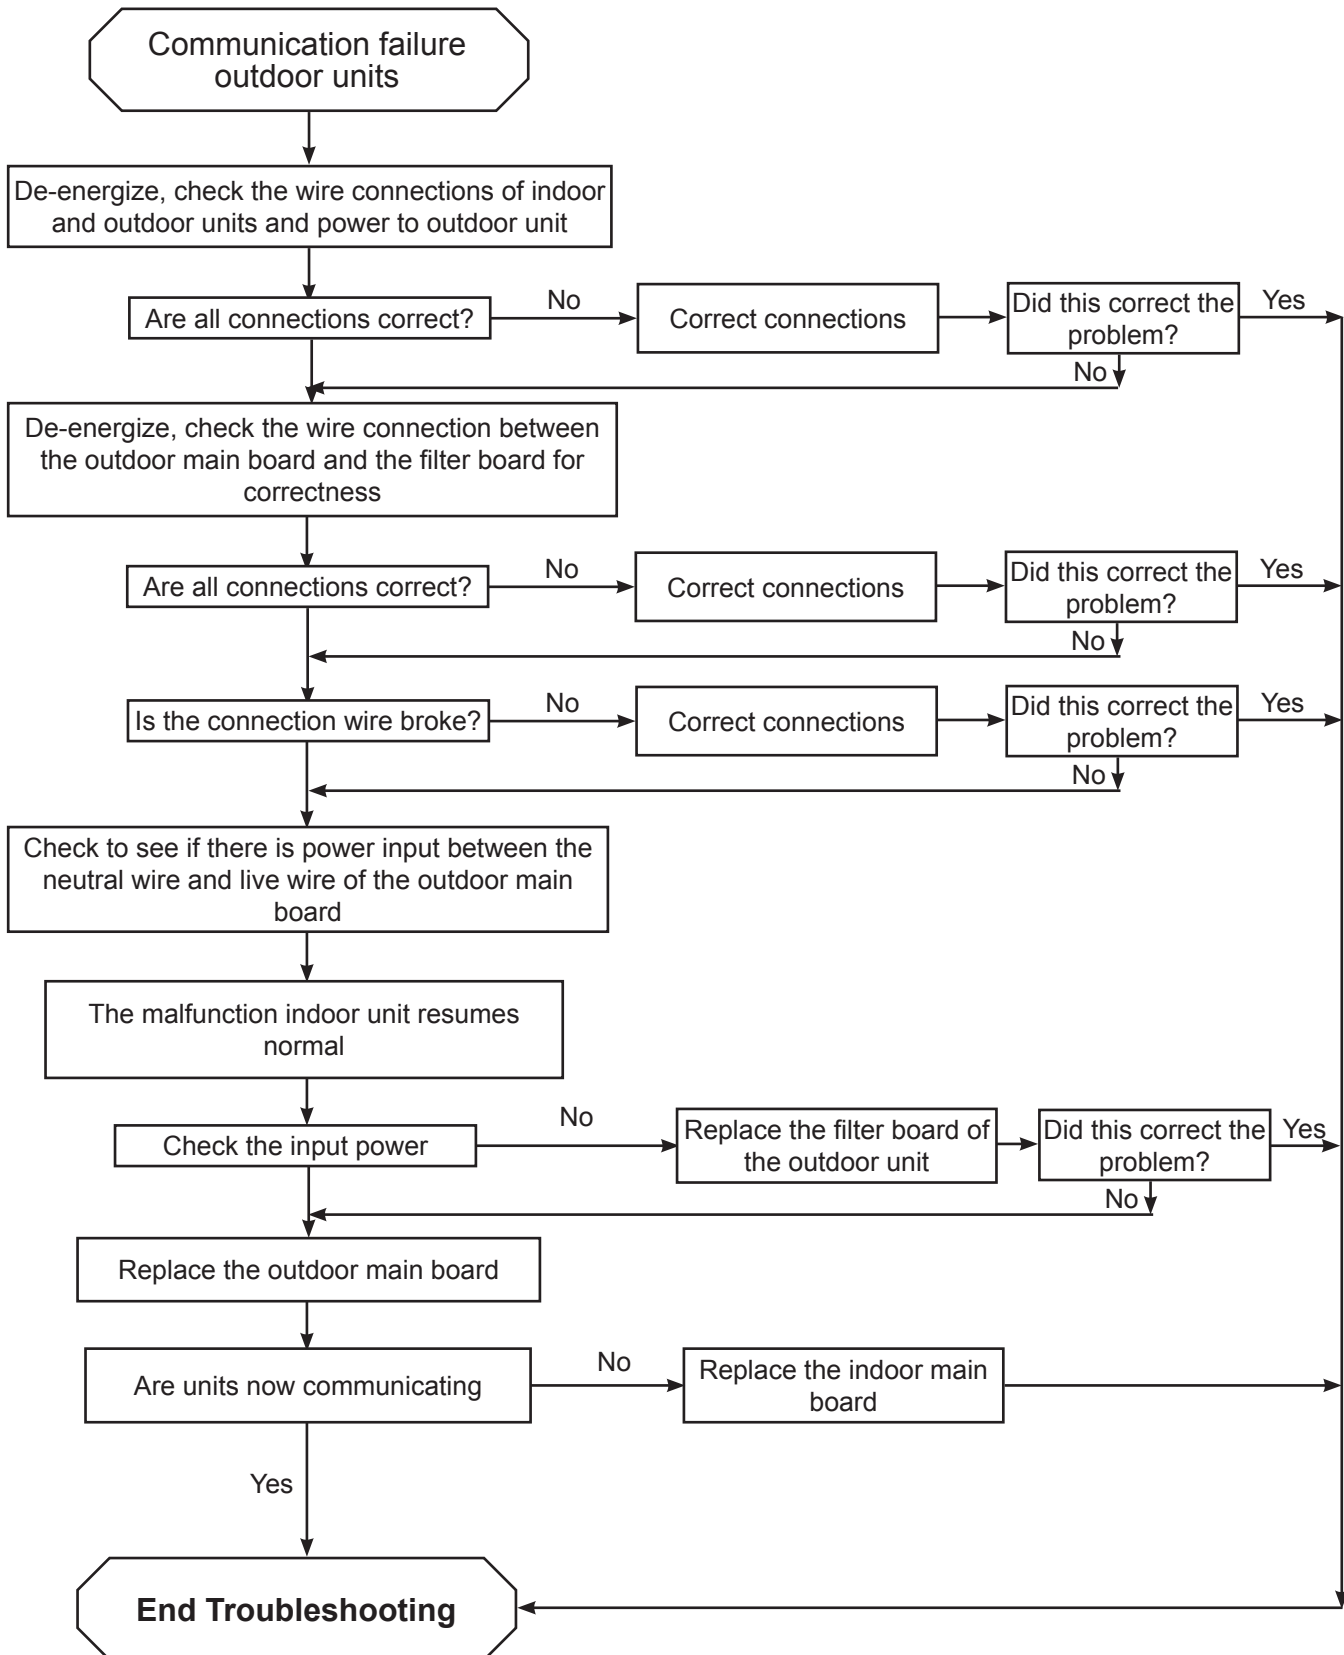 Communication failure
outdoor units
De-energize, check the wire connections of indoor
and outdoor units and power to outdoor unit
Are all connections correct?
No
Correct connections
Did this correct the
problem?
Yes
No
De-energize, check the wire connection between
the outdoor main board and the filter board for
correctness
Are all connections correct?
No
Correct connections
Did this correct the
problem?
Yes
No
Is the connection wire broke?
No
Correct connections
Did this correct the
problem?
Yes
No
Check to see if there is power input between the
neutral wire and live wire of the outdoor main
board
The malfunction indoor unit resumes
normal
Check the input power
No
Replace the filter board of
the outdoor unit
Did this correct the
problem?
Yes
No
Replace the outdoor main board
Are units now communicating
No
Replace the indoor main
board
Yes
End Troubleshooting